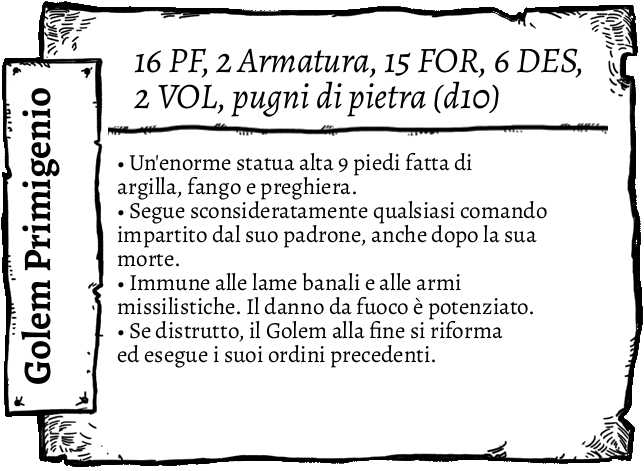 Golem Primigenio
16 PF, 2 Armatura, 15 FOR, 6 DES,
2 VOL, pugni di pietra (d10)
• Un'enorme statua alta 9 piedi fatta di
argilla, fango e preghiera.
• Segue sconsideratamente qualsiasi comando
impartito dal suo padrone, anche dopo la sua
morte.
• Immune alle lame banali e alle armi
missilistiche. Il danno da fuoco è potenziato.
• Se distrutto, il Golem alla fine si riforma
ed esegue i suoi ordini precedenti.